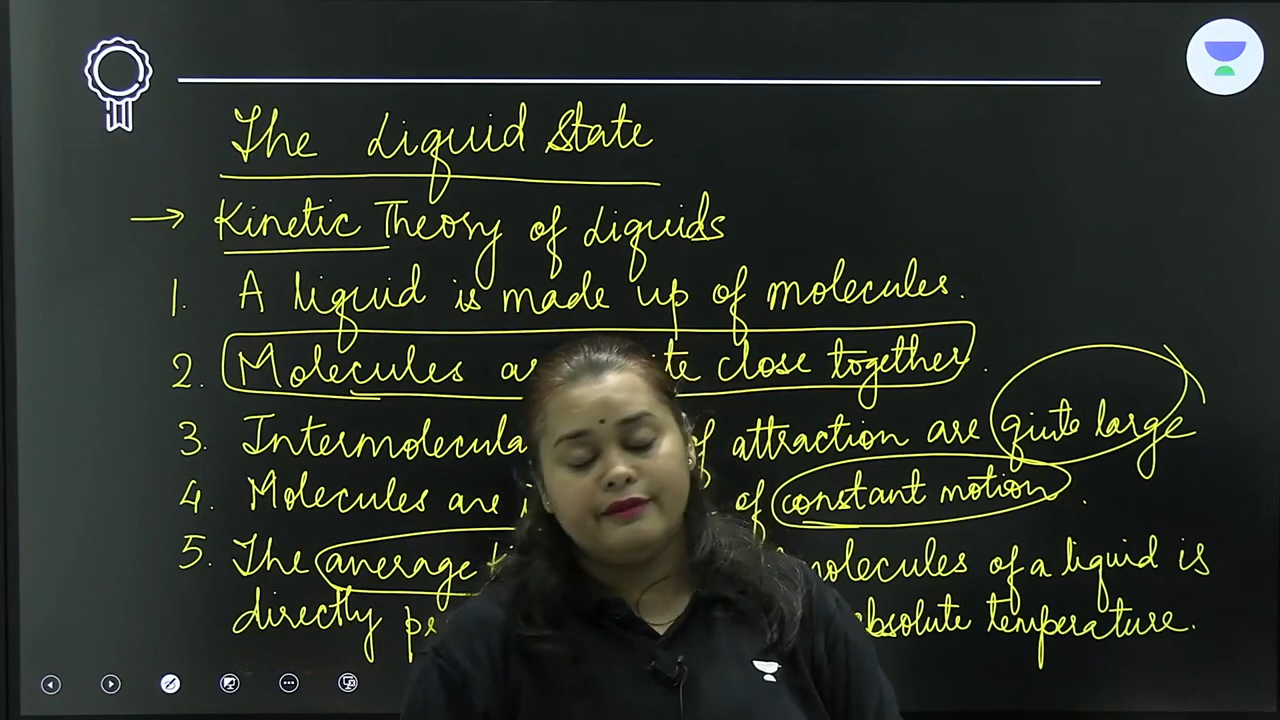 The Liquid State
→ Kinetic Theory of Liquids
1. A liquid is made up of molecules.
2. Molecules are close together.
3. Intermolecula of attraction are quite large
4. Molecules are of constant motion.
5. The average molecules of a liquid is
directly absolute temperature.